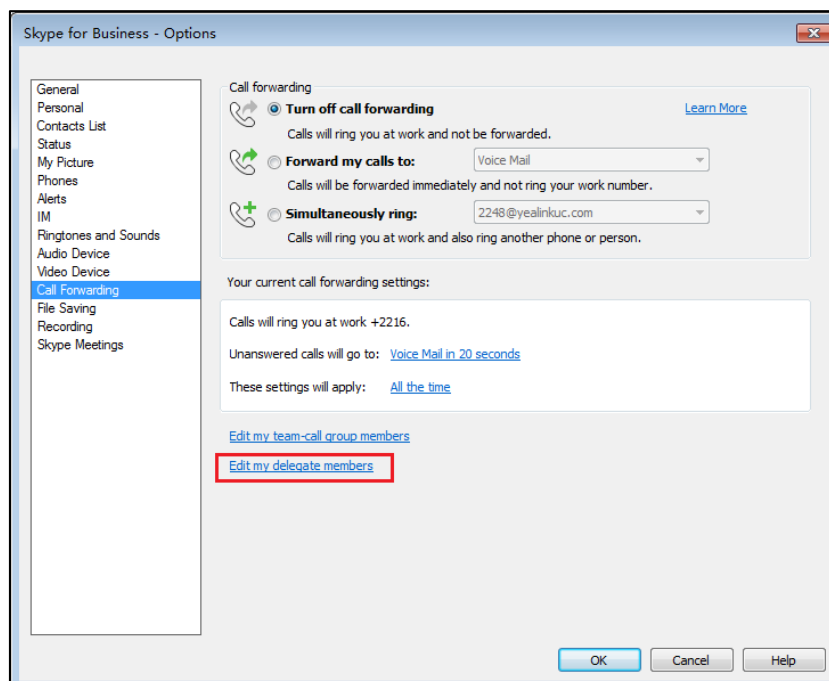 Skype for Business - Options
General
Personal
Contacts List
Status
My Picture
Phones
Alerts
IM
Ringtones and Sounds
Audio Device
Video Device
Call Forwarding
File Saving
Recording
Skype Meetings
Call forwarding
Turn off call forwarding Learn More
Calls will ring you at work and not be forwarded.
Forward my calls to: Voice Mail
Calls will be forwarded immediately and not ring your work number.
Simultaneously ring: 2248@yealinkuc.com
Calls will ring you at work and also ring another phone or person.
Your current call forwarding settings:
Calls will ring you at work +2216.
Unanswered calls will go to: Voice Mail in 20 seconds
These settings will apply: All the time
Edit my team-call group members
Edit my delegate members
OK Cancel Help